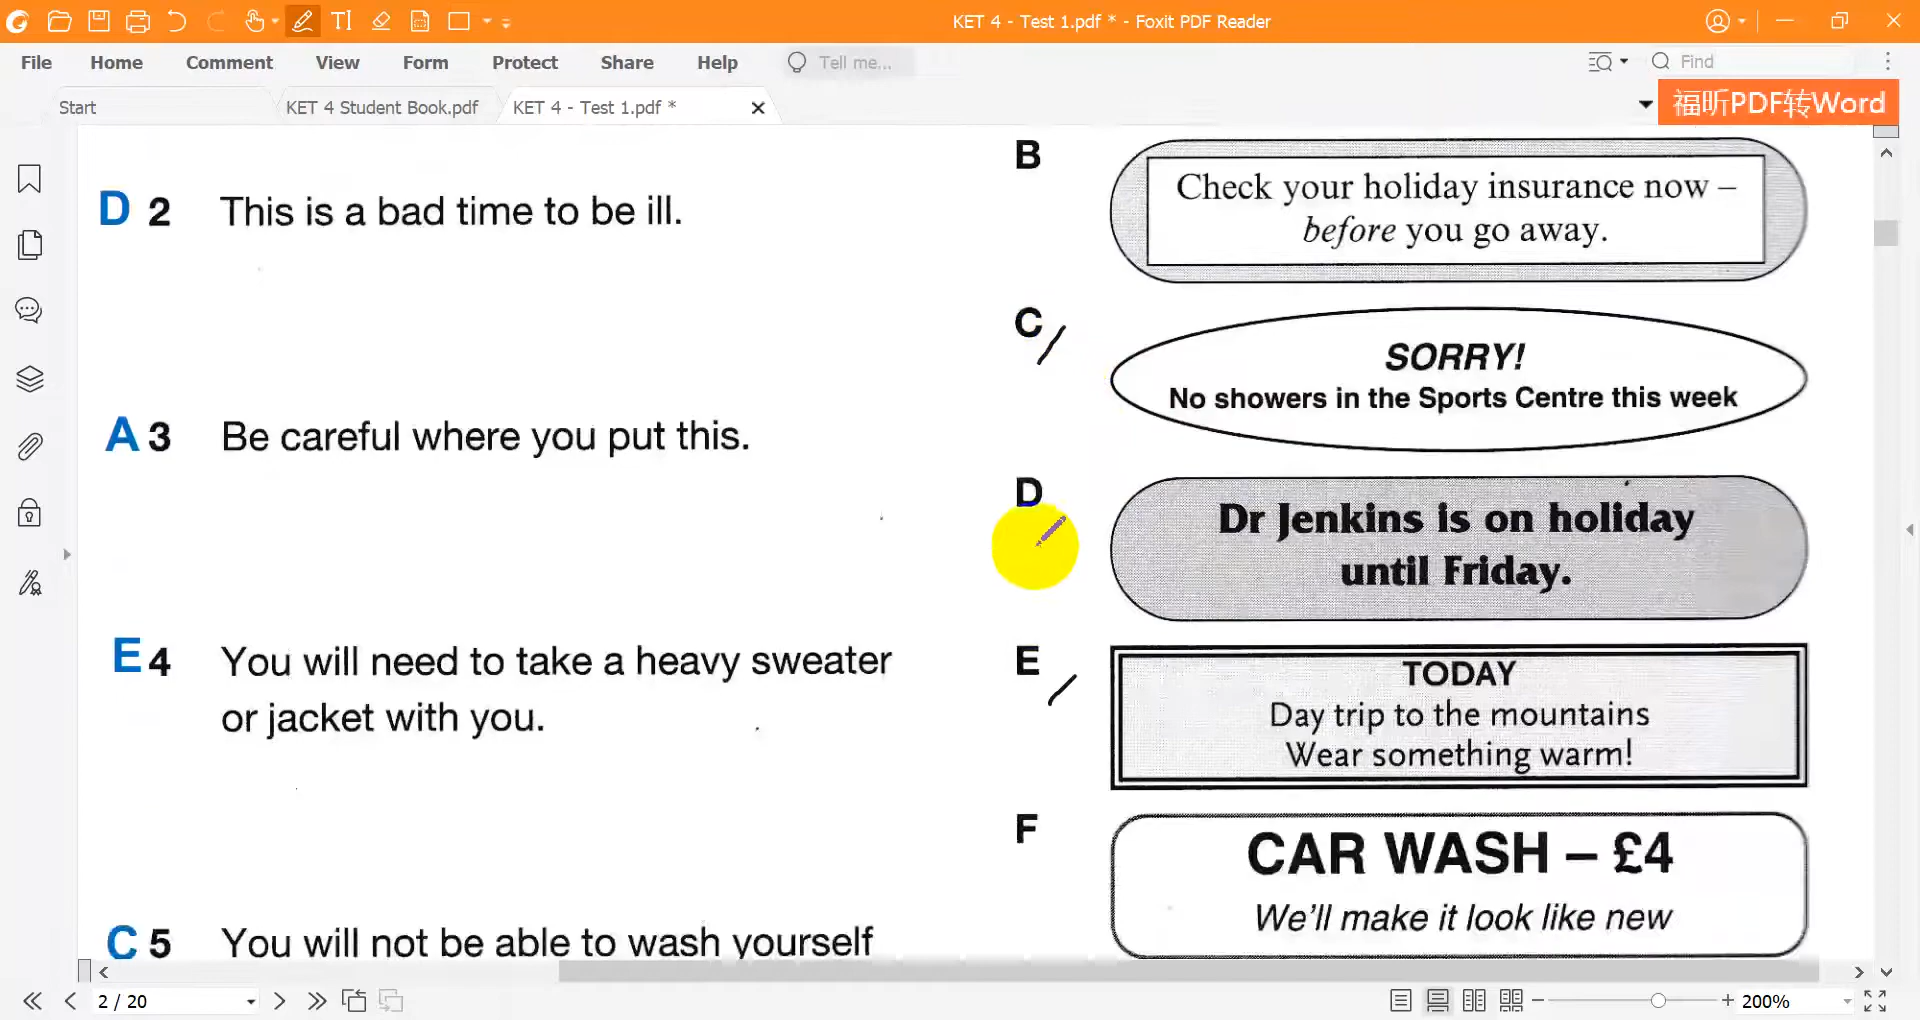 KET 4 - Test 1.pdf * - Foxit PDF Reader
File Home Comment View Form Protect Share Help Tell me... Find
Start KET 4 Student Book.pdf KET 4 - Test 1.pdf *
福昕PDF转Word
D 2 This is a bad time to be ill.
A 3 Be careful where you put this.
E 4 You will need to take a heavy sweater
or jacket with you.
C 5 You will not be able to wash yourself
B
Check your holiday insurance now –
before you go away.
C
SORRY!
No showers in the Sports Centre this week
D
Dr Jenkins is on holiday
until Friday.
E
TODAY
Day trip to the mountains
Wear something warm!
F
CAR WASH – £4
We'll make it look like new
2 / 20
200%